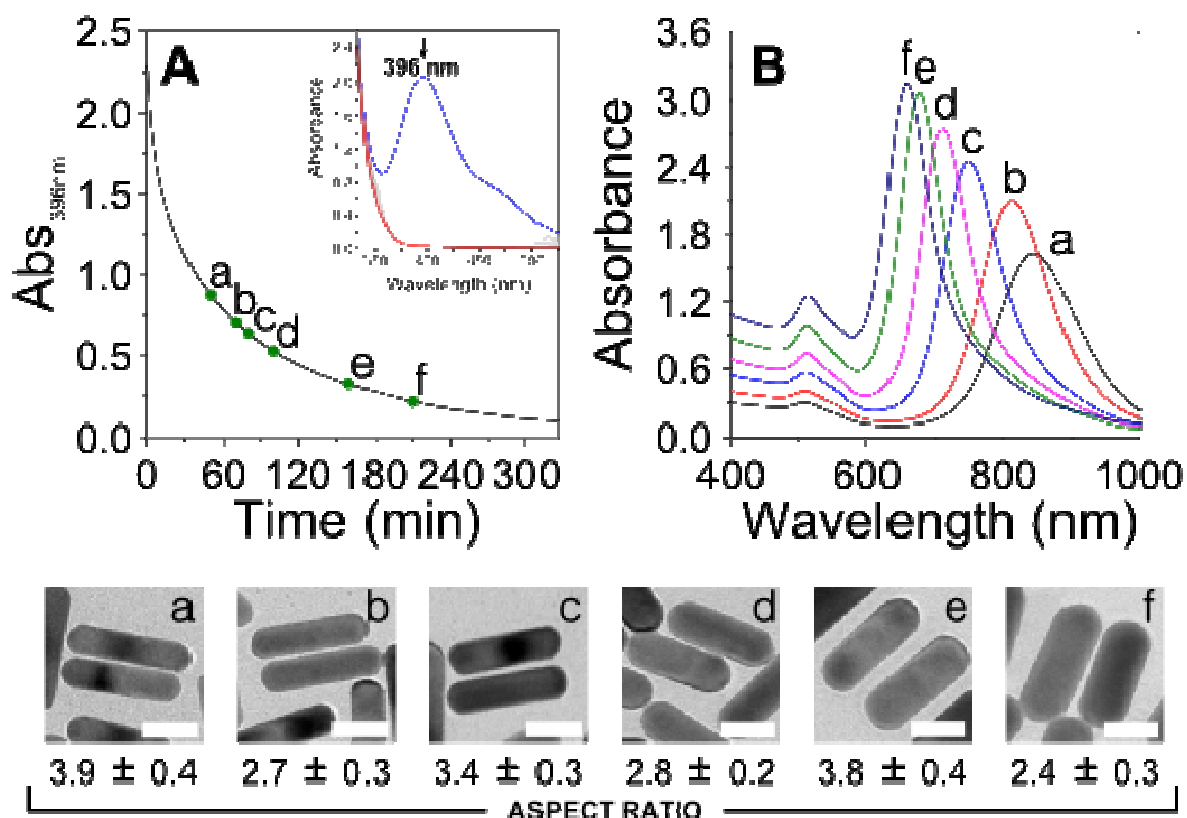 A
B
2.5
2.0
1.5
1.0
0.5
0.0
Abs396nm
0 60 120 180 240 300
Time (min)
a
b
c
d
e
f
396 nm
Absorbance
Wavelength (nm)
3.6
3.0
2.4
1.8
1.2
0.6
0.0
Absorbance
400 600 800 1000
Wavelength (nm)
f
e
d
c
b
a
a b c d e f
3.9 ± 0.4 2.7 ± 0.3 3.4 ± 0.3 2.8 ± 0.2 3.8 ± 0.4 2.4 ± 0.3
ASPECT RATIO